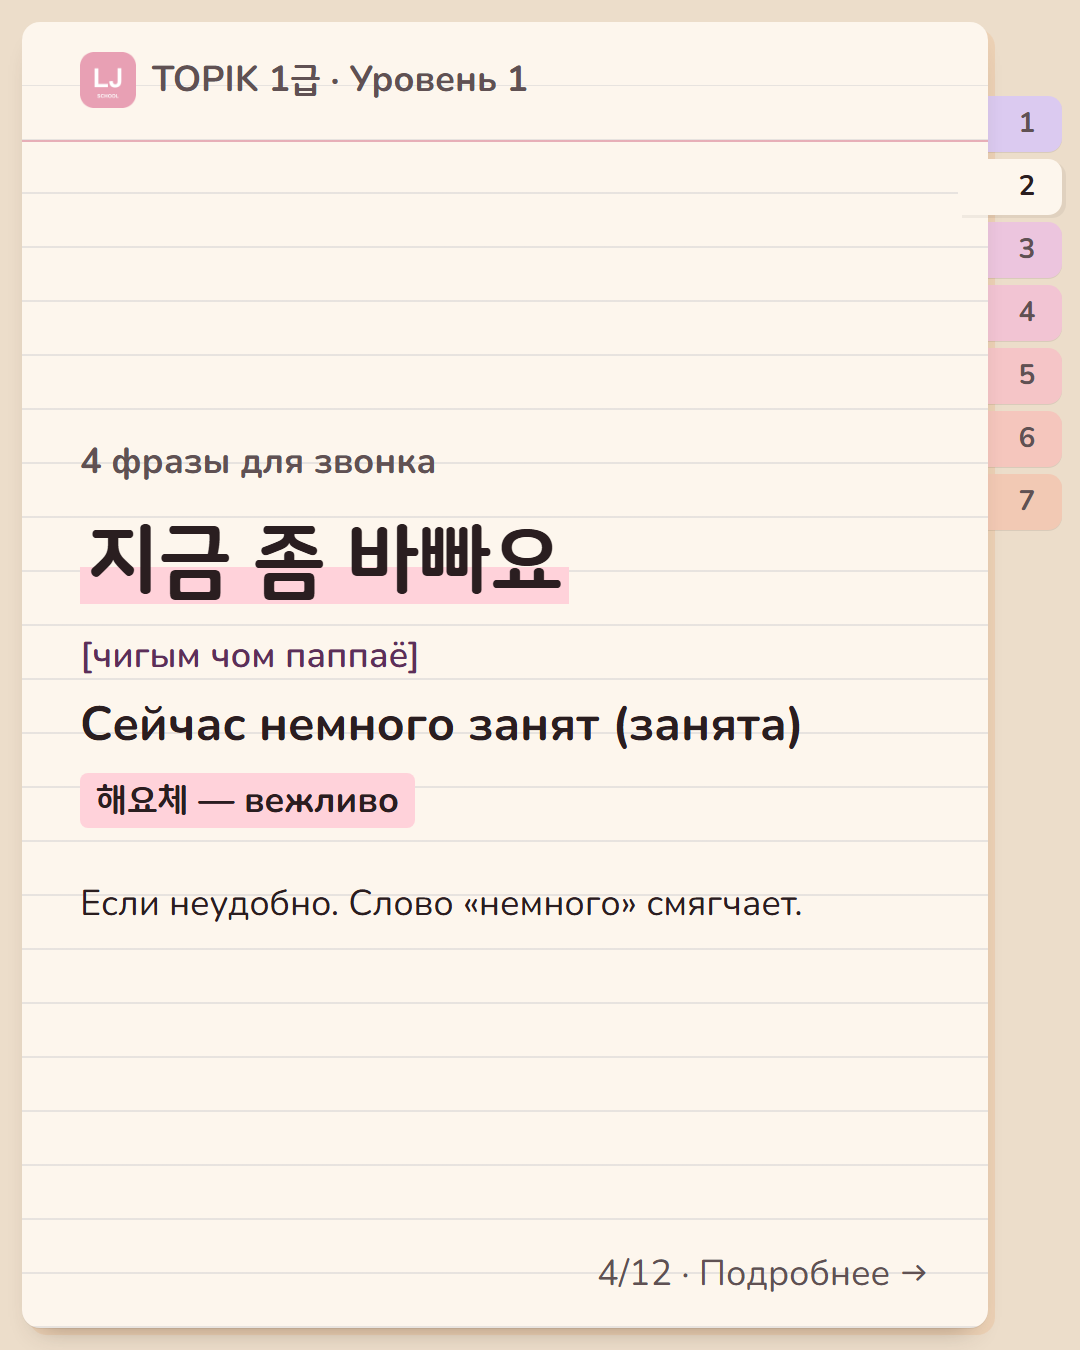 LJ
SCHOOL
TOPIK 1급 · Уровень 1
1
2
3
4
5
6
7
4 фразы для звонка
지금 좀 바빠요
[чигым чом паппаё]
Сейчас немного занят (занята)
해요체 — вежливо
Если неудобно. Слово «немного» смягчает.
4/12 · Подробнее →